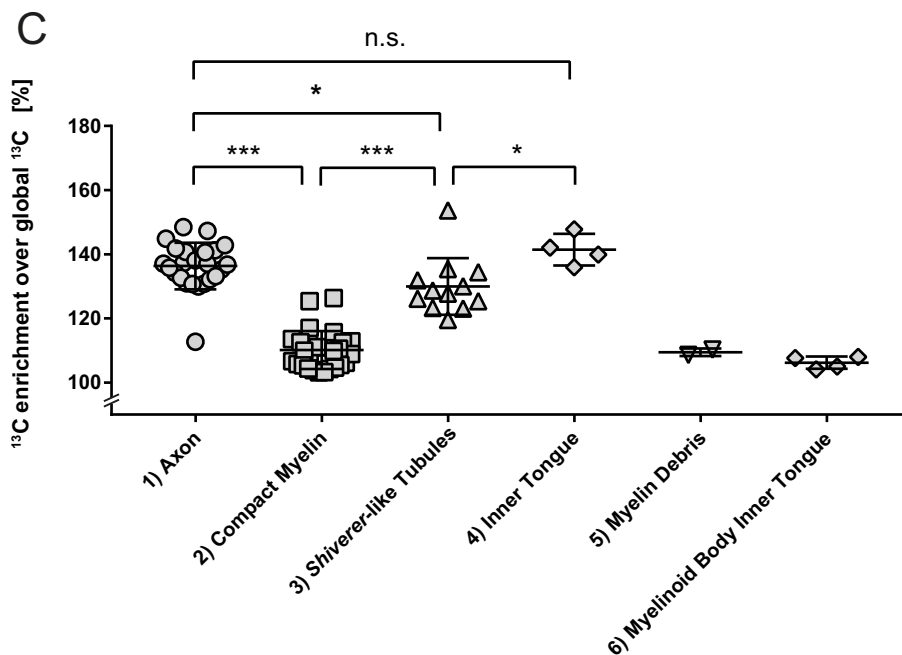 C
n.s.
*
*** *** *
¹³C enrichment over global ¹³C [%]
180
160
140
120
100
1) Axon
2) Compact Myelin
3) Shiverer-like Tubules
4) Inner Tongue
5) Myelin Debris
6) Myelinoid Body Inner Tongue